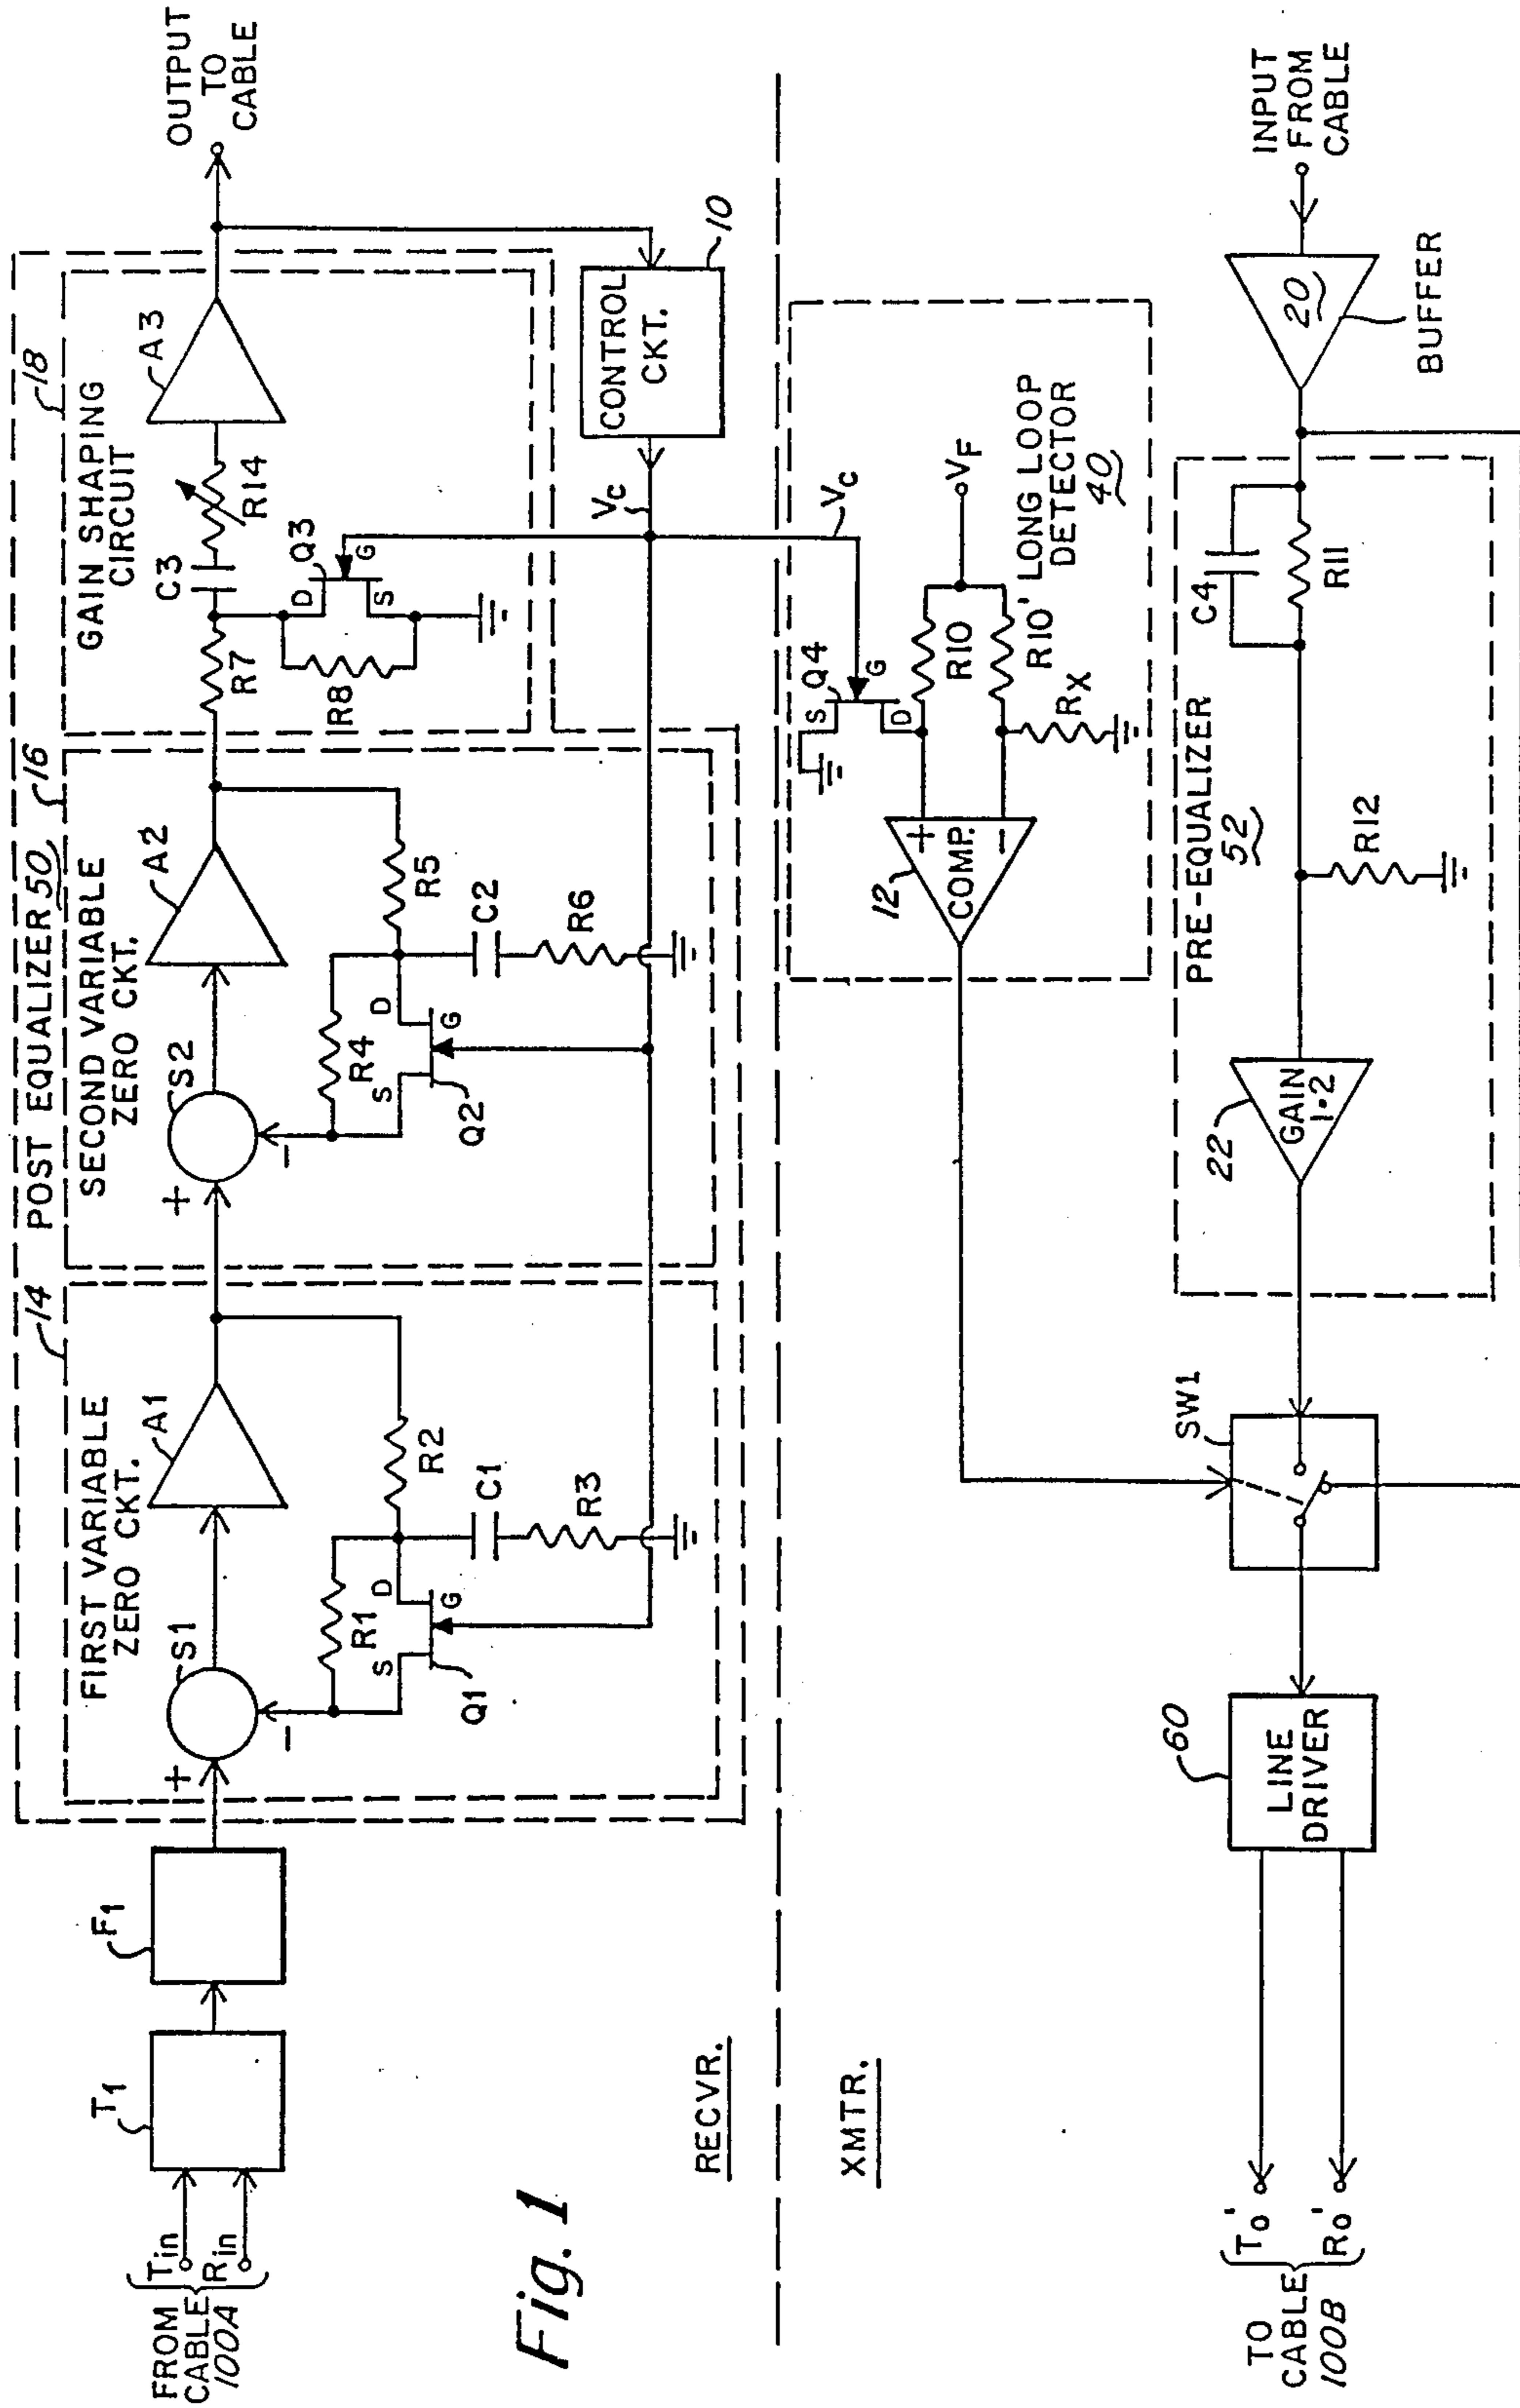 FROM
CABLE
100A
Tin
Rin
T1
F1
POST EQUALIZER 50
14
FIRST VARIABLE
ZERO CKT.
+
S1
−
A1
R1
R2
S
D
G
Q1
C1
R3
16
SECOND VARIABLE
ZERO CKT.
+
S2
−
A2
R4
R5
S
D
G
Q2
C2
R6
18
GAIN SHAPING
CIRCUIT
R7
C3
R14
A3
R8
D
S
G
Q3
OUTPUT
TO
CABLE
CONTROL
CKT.
10
Vc
Vc
Fig. 1
RECVR.
XMTR.
S
Q4
G
D
12
COMP.
+
−
R10
R10'
RX
VF
LONG LOOP
DETECTOR
40
TO
CABLE
100B
To'
Ro'
60
LINE
DRIVER
SW1
PRE-EQUALIZER
52
22
GAIN
1.2
R12
C4
R11
20
BUFFER
INPUT
FROM
CABLE